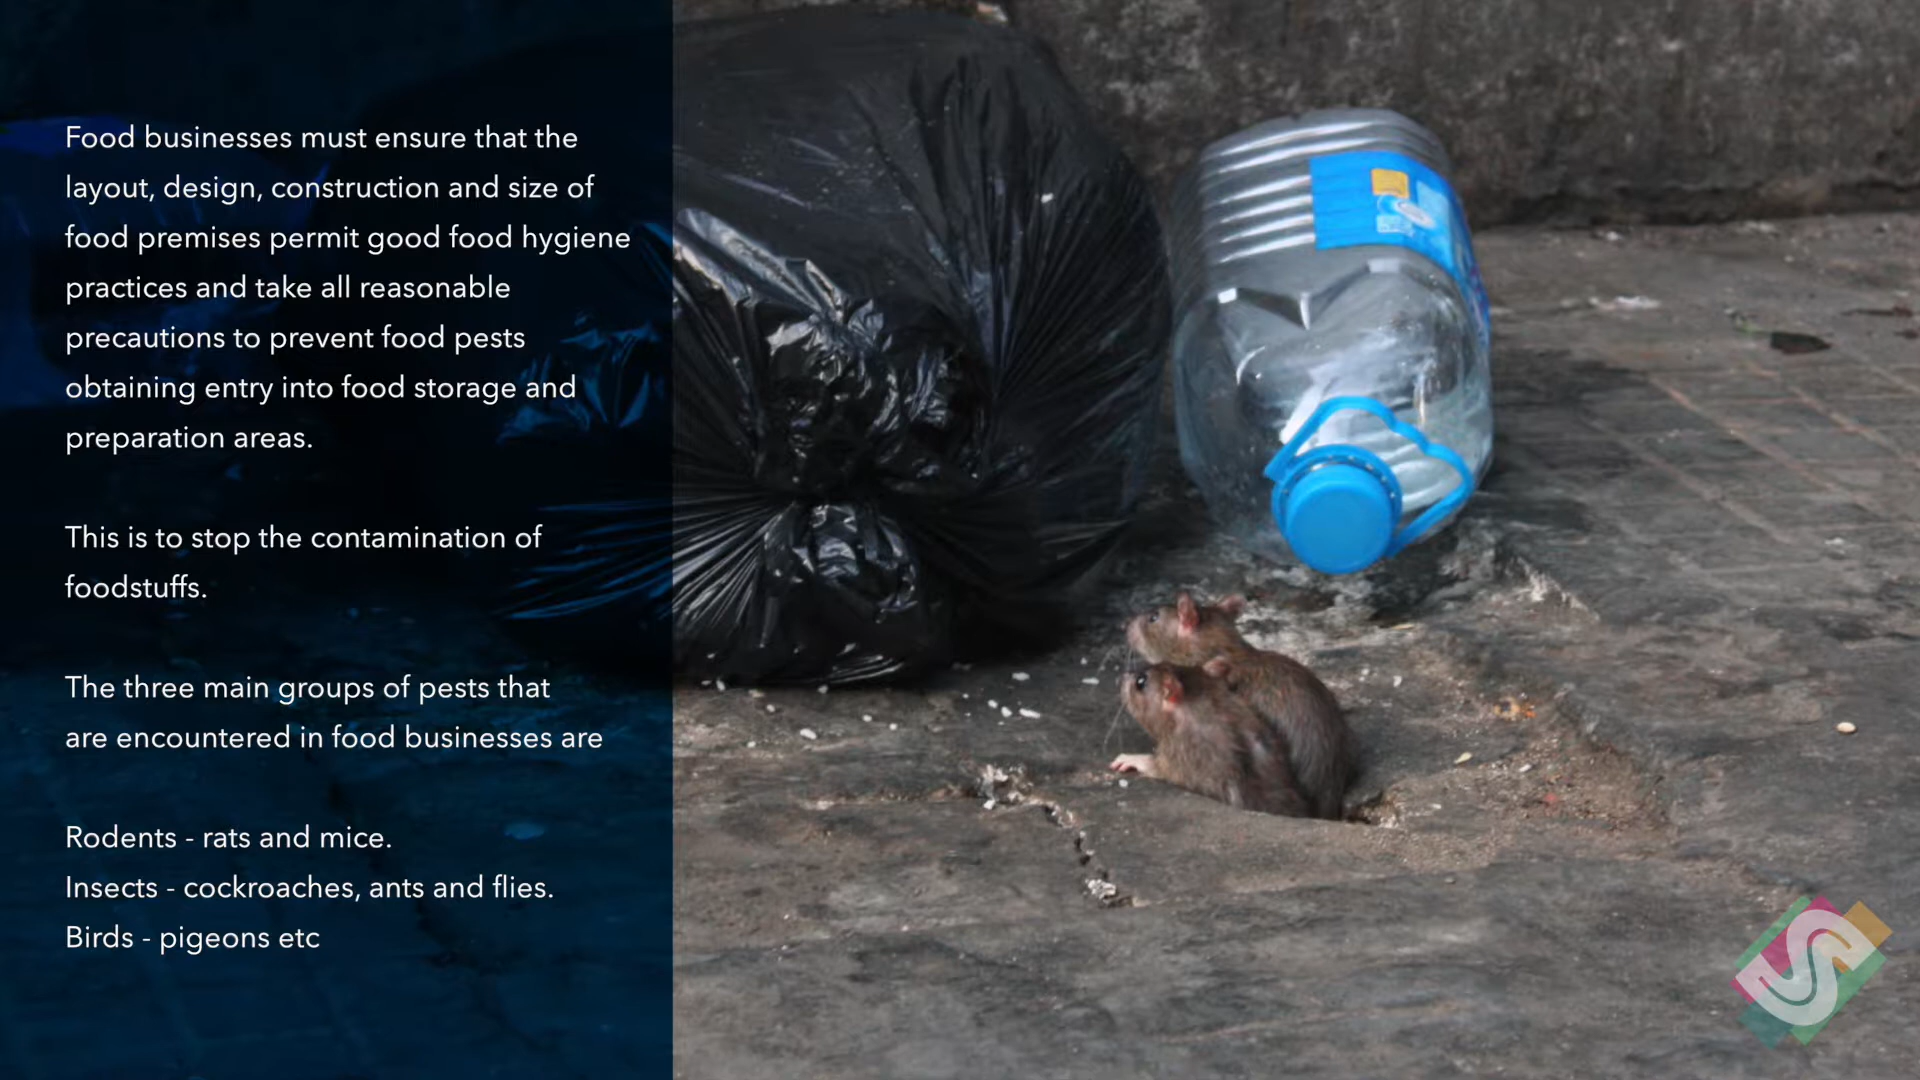 Food businesses must ensure that the
layout, design, construction and size of
food premises permit good food hygiene
practices and take all reasonable
precautions to prevent food pests
obtaining entry into food storage and
preparation areas.
This is to stop the contamination of
foodstuffs.
The three main groups of pests that
are encountered in food businesses are
Rodents - rats and mice.
Insects - cockroaches, ants and flies.
Birds - pigeons etc